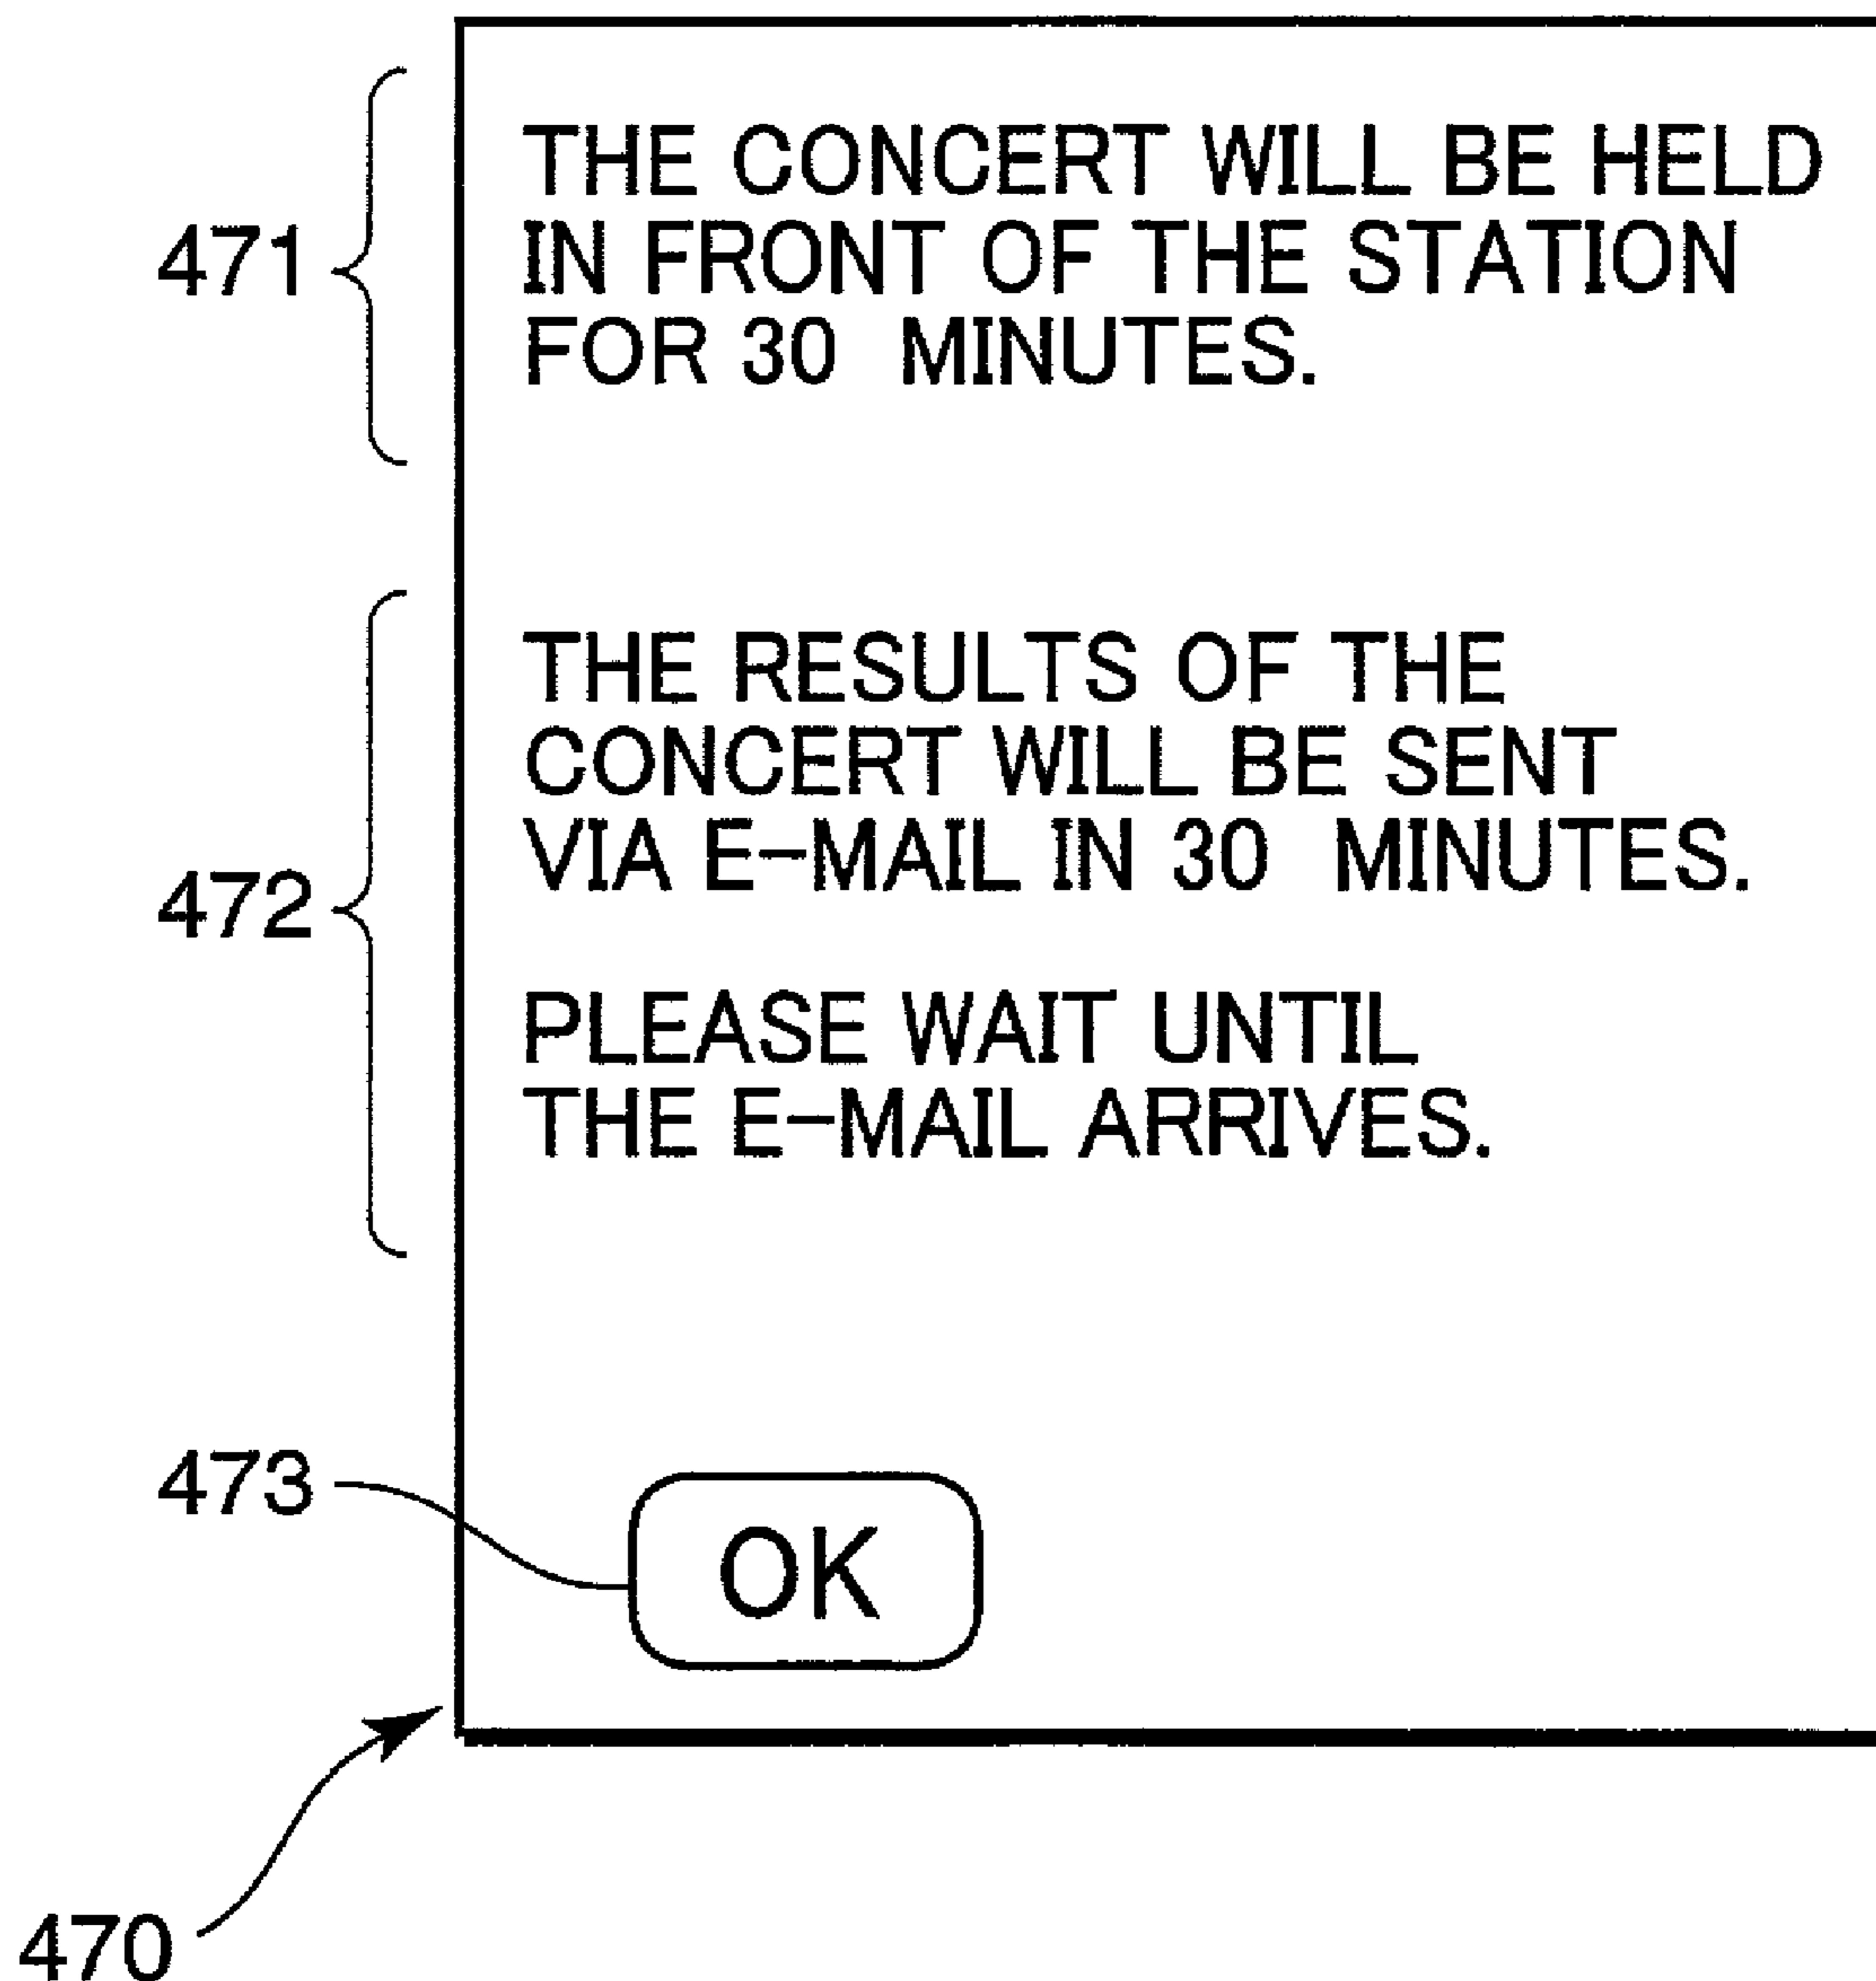 471
THE CONCERT WILL BE HELD
IN FRONT OF THE STATION
FOR 30 MINUTES.
472
THE RESULTS OF THE
CONCERT WILL BE SENT
VIA E-MAIL IN 30 MINUTES.
PLEASE WAIT UNTIL
THE E-MAIL ARRIVES.
473
OK
470